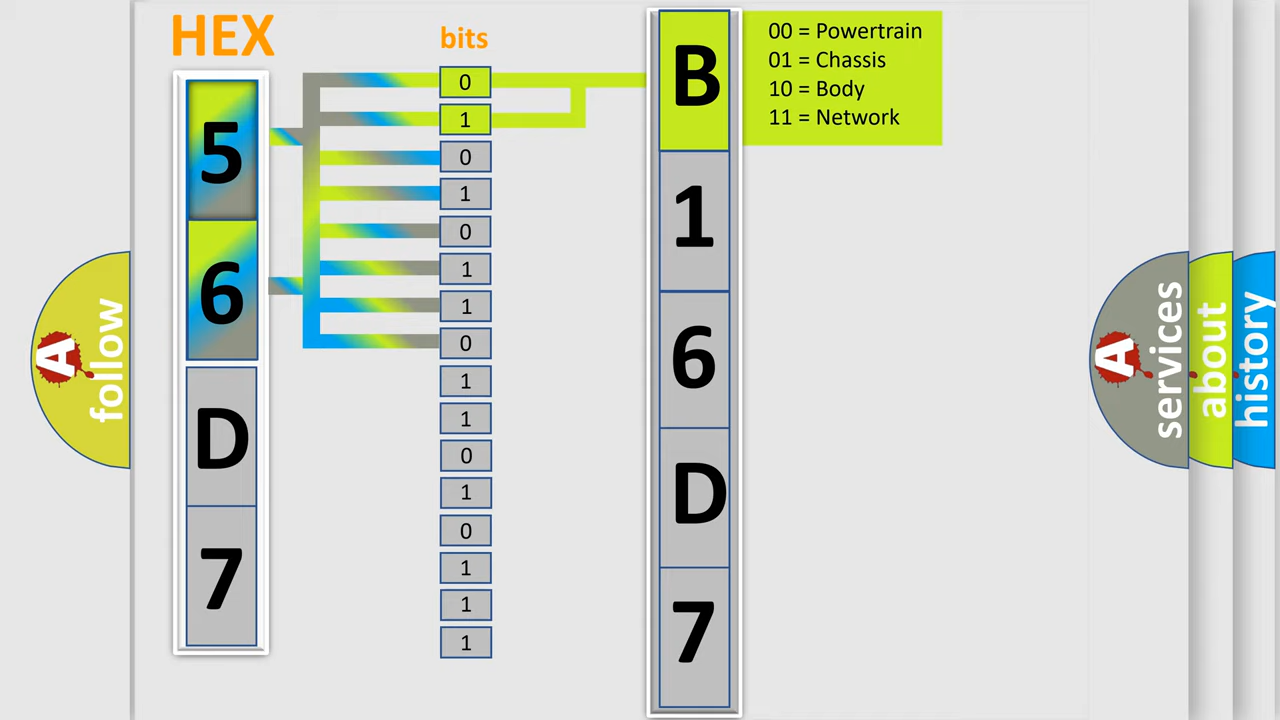 HEX
bits
5
6
D
7
0
1
0
1
0
1
1
0
1
1
0
1
0
1
1
1
B
1
6
D
7
00 = Powertrain
01 = Chassis
10 = Body
11 = Network
A
follow
A
services
about
history